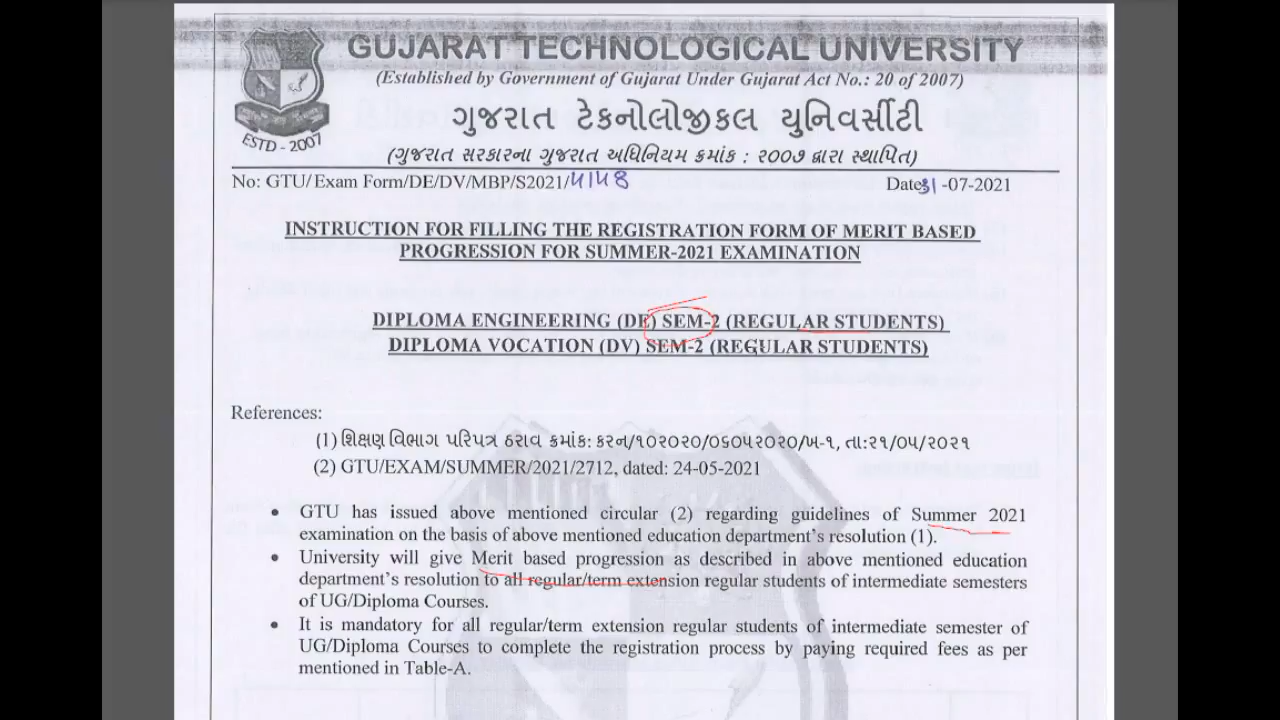 GUJARAT TECHNOLOGICAL UNIVERSITY
(Established by Government of Gujarat Under Gujarat Act No.: 20 of 2007)
ગુજરાત ટેકનોલોજીકલ યુનિવર્સીટી
(ગુજરાત સરકારના ગુજરાત અધિનિયમ ક્રમાંક : ૨૦૦૭ દ્વારા સ્થાપિત)
ESTD - 2007
No: GTU/ Exam Form/DE/DV/MBP/S2021/૫૧૫૪ Date:31 -07-2021
INSTRUCTION FOR FILLING THE REGISTRATION FORM OF MERIT BASED
PROGRESSION FOR SUMMER-2021 EXAMINATION
DIPLOMA ENGINEERING (DE) SEM-2 (REGULAR STUDENTS)
DIPLOMA VOCATION (DV) SEM-2 (REGULAR STUDENTS)
References:
(1) શિક્ષણ વિભાગ પરિપત્ર ઠરાવ ક્રમાંક: કરન/૧૦૨૦૨૦/૦૬૦૫૨૦૨૦/ખ-૧, તા:૨૧/૦૫/૨૦૨૧
(2) GTU/EXAM/SUMMER/2021/2712, dated: 24-05-2021
• GTU has issued above mentioned circular (2) regarding guidelines of Summer 2021
examination on the basis of above mentioned education department's resolution (1).
• University will give Merit based progression as described in above mentioned education
department's resolution to all regular/term extension regular students of intermediate semesters
of UG/Diploma Courses.
• It is mandatory for all regular/term extension regular students of intermediate semester of
UG/Diploma Courses to complete the registration process by paying required fees as per
mentioned in Table-A.